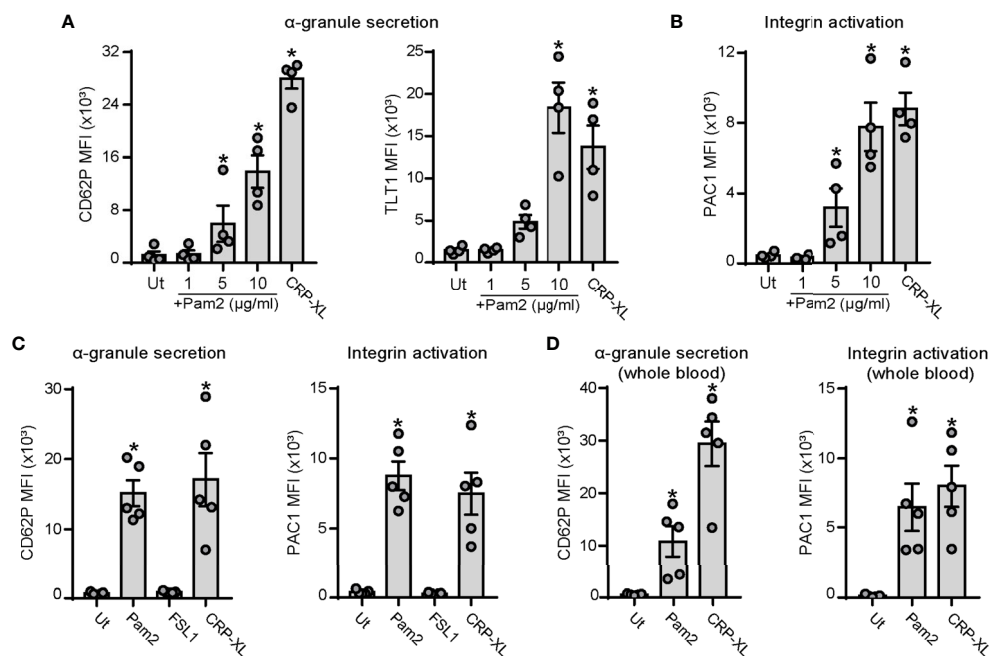 A
α-granule secretion
CD62P MFI (x10³)
32
24
16
8
0
*
*
*
Ut
1
5
10
CRP-XL
+Pam2 (µg/ml)
TLT1 MFI (x10³)
25
20
15
10
5
0
*
*
Ut
1
5
10
CRP-XL
+Pam2 (µg/ml)
B
Integrin activation
PAC1 MFI (x10³)
12
8
4
0
*
*
*
Ut
1
5
10
CRP-XL
+Pam2 (µg/ml)
C
α-granule secretion
CD62P MFI (x10³)
30
20
10
0
*
*
Ut
Pam2
FSL1
CRP-XL
Integrin activation
PAC1 MFI (x10³)
15
10
5
0
*
*
Ut
Pam2
FSL1
CRP-XL
D
α-granule secretion
(whole blood)
CD62P MFI (x10³)
40
30
20
10
0
*
*
Ut
Pam2
CRP-XL
Integrin activation
(whole blood)
PAC1 MFI (x10³)
15
10
5
0
*
*
Ut
Pam2
CRP-XL